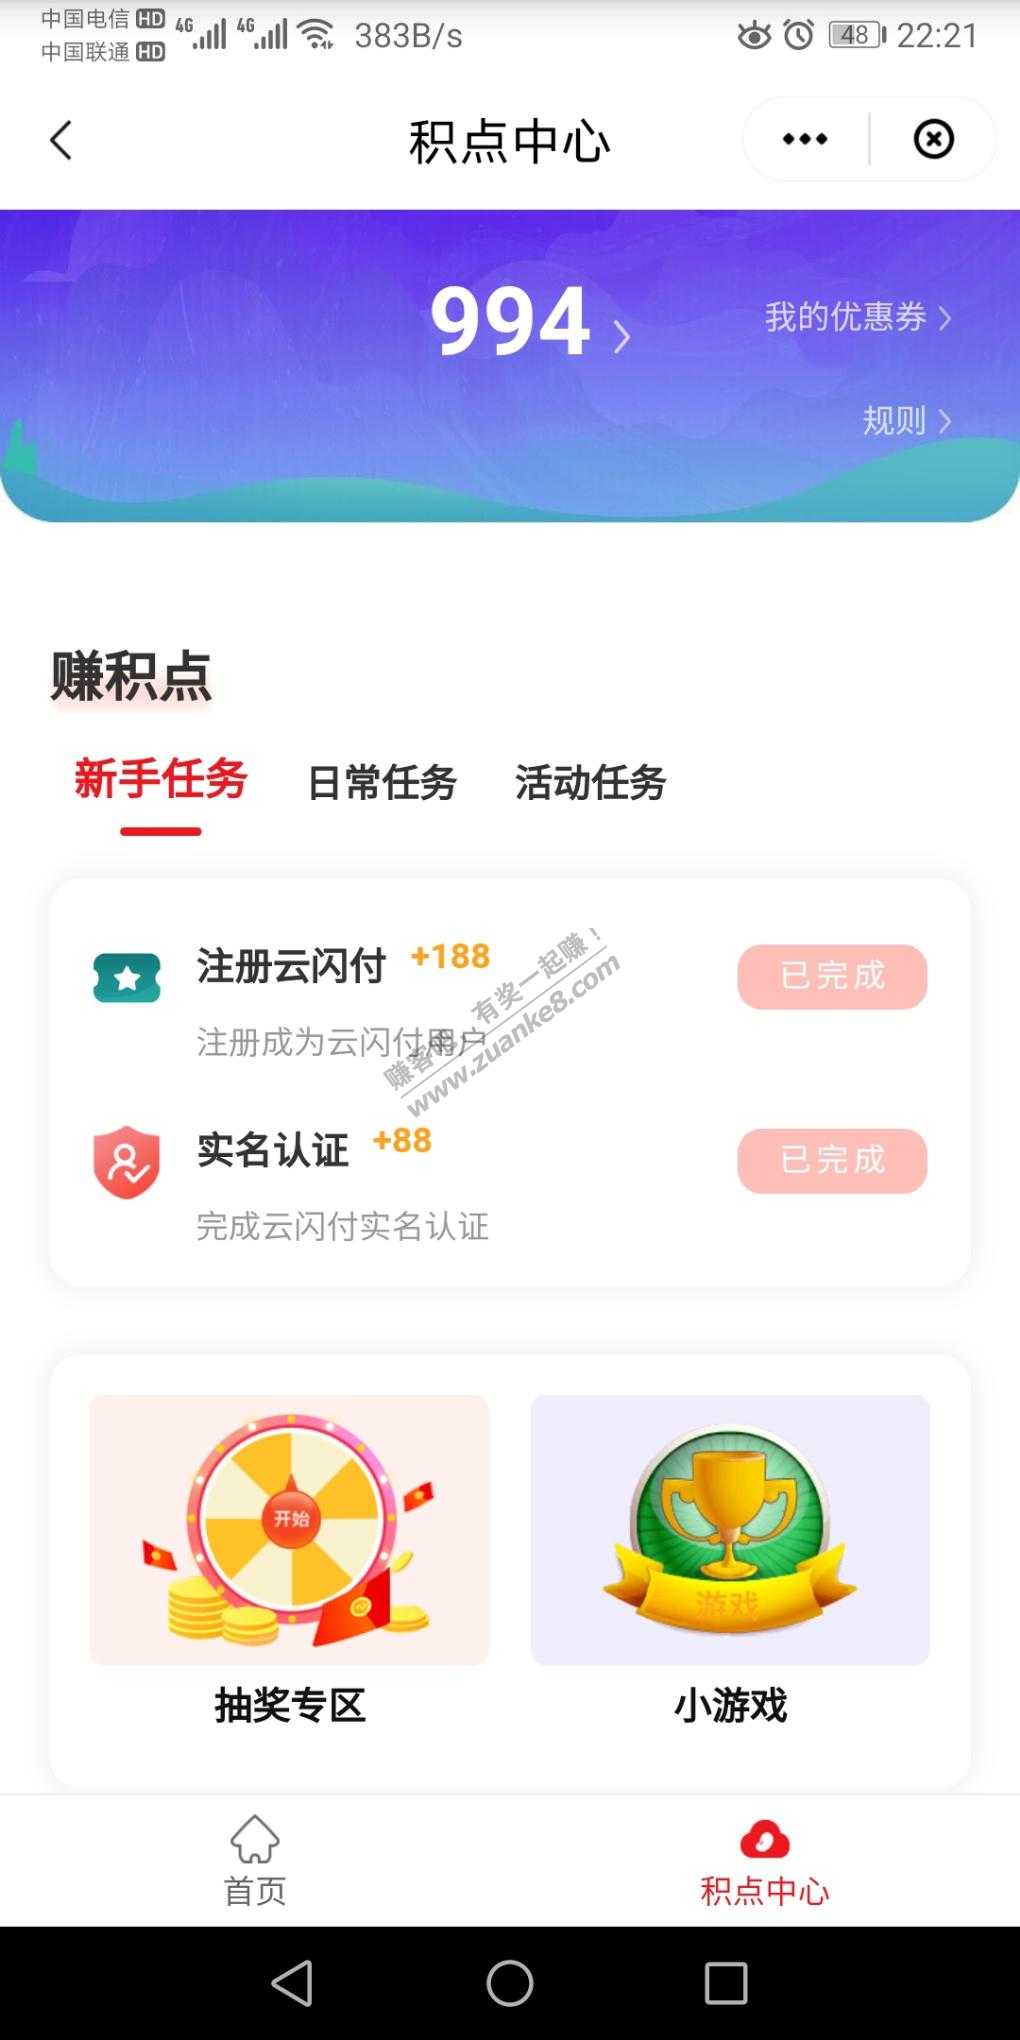 中国电信 HD 4G 4G 383B/s 48 22:21
中国联通 HD
积点中心
994
我的优惠券
规则
赚积点
新手任务 日常任务 活动任务
注册云闪付 +188
已完成
注册成为云闪付用户
实名认证 +88
已完成
完成云闪付实名认证
赚客吧，有奖一起赚！
www.zuanke8.com
开始
游戏
抽奖专区 小游戏
首页 积点中心